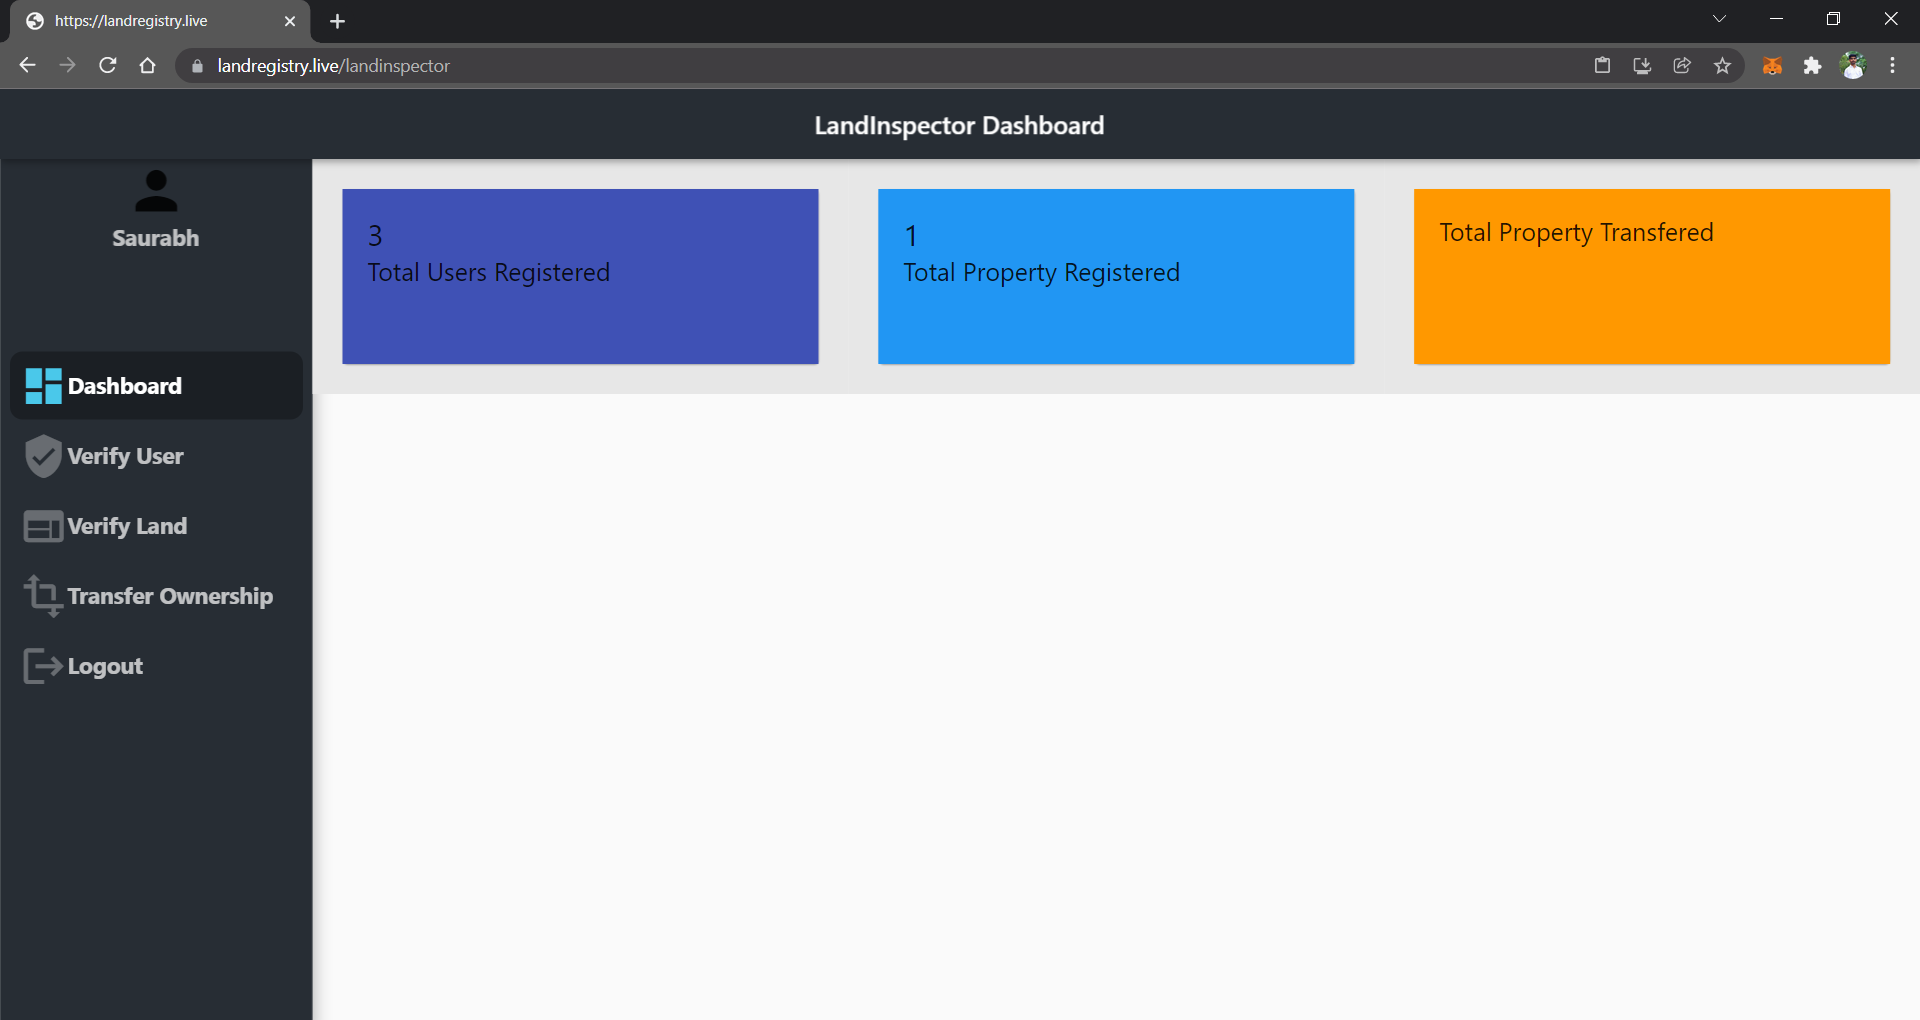 https://landregistry.live
landregistry.live/landinspector
LandInspector Dashboard
Saurabh
Dashboard
Verify User
Verify Land
Transfer Ownership
Logout
3
Total Users Registered
1
Total Property Registered
Total Property Transfered